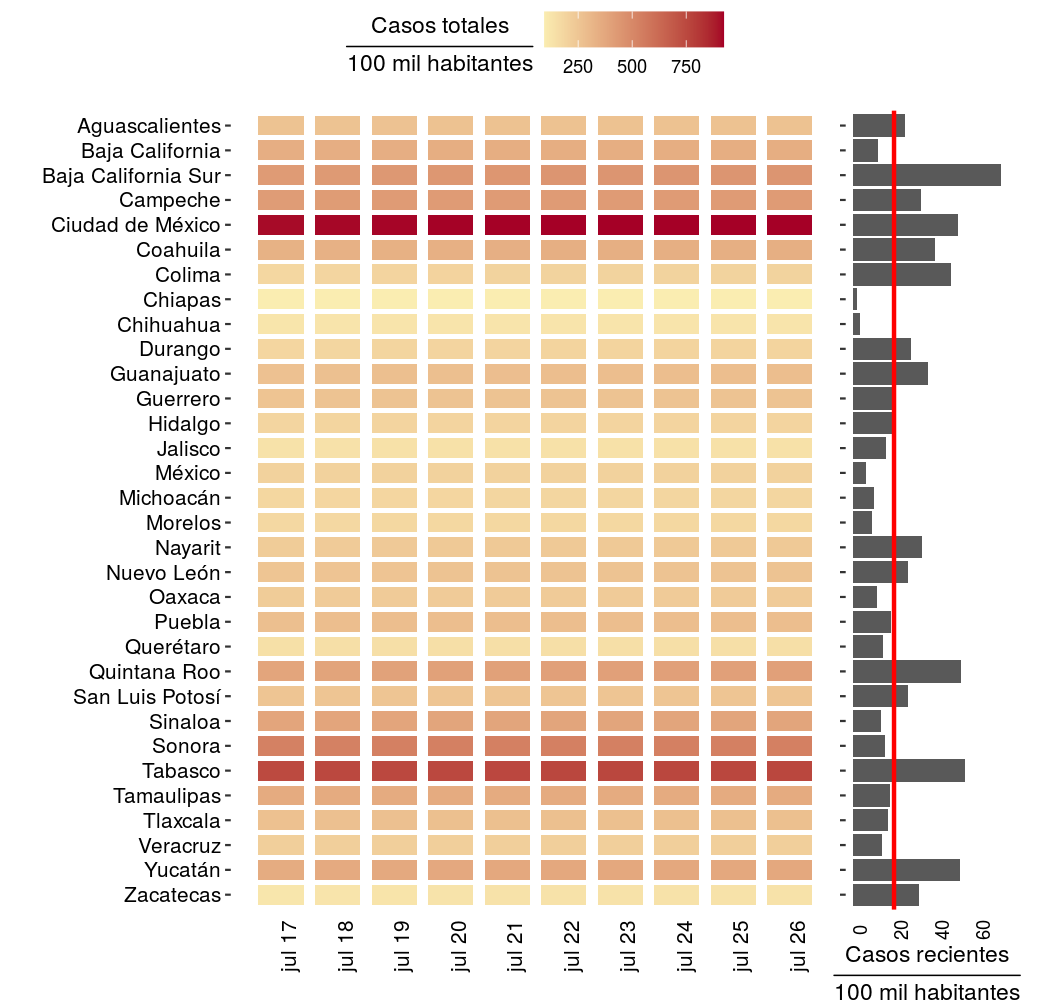 Casos totales
100 mil habitantes
250 500 750
Aguascalientes
Baja California
Baja California Sur
Campeche
Ciudad de México
Coahuila
Colima
Chiapas
Chihuahua
Durango
Guanajuato
Guerrero
Hidalgo
Jalisco
México
Michoacán
Morelos
Nayarit
Nuevo León
Oaxaca
Puebla
Querétaro
Quintana Roo
San Luis Potosí
Sinaloa
Sonora
Tabasco
Tamaulipas
Tlaxcala
Veracruz
Yucatán
Zacatecas
jul 17
jul 18
jul 19
jul 20
jul 21
jul 22
jul 23
jul 24
jul 25
jul 26
0
20
40
60
Casos recientes
100 mil habitantes